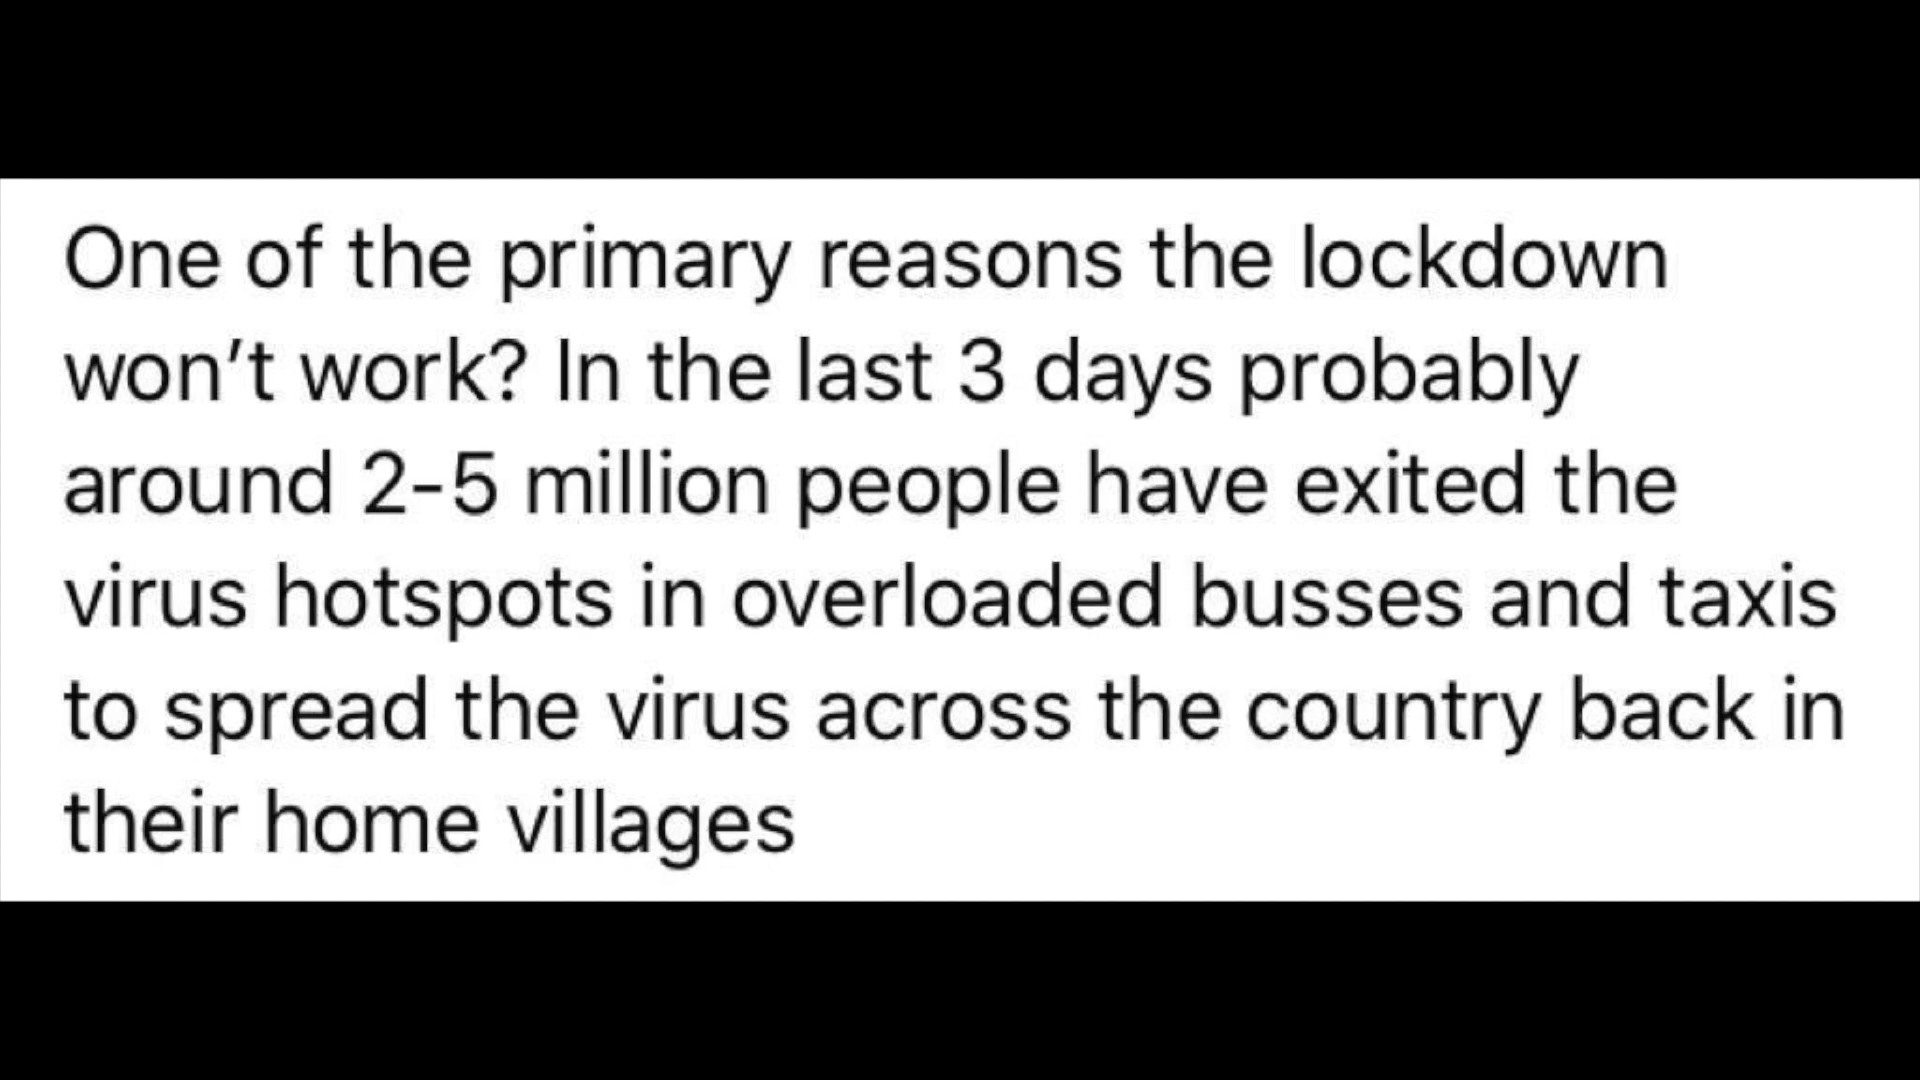 One of the primary reasons the lockdown
won't work? In the last 3 days probably
around 2-5 million people have exited the
virus hotspots in overloaded busses and taxis
to spread the virus across the country back in
their home villages